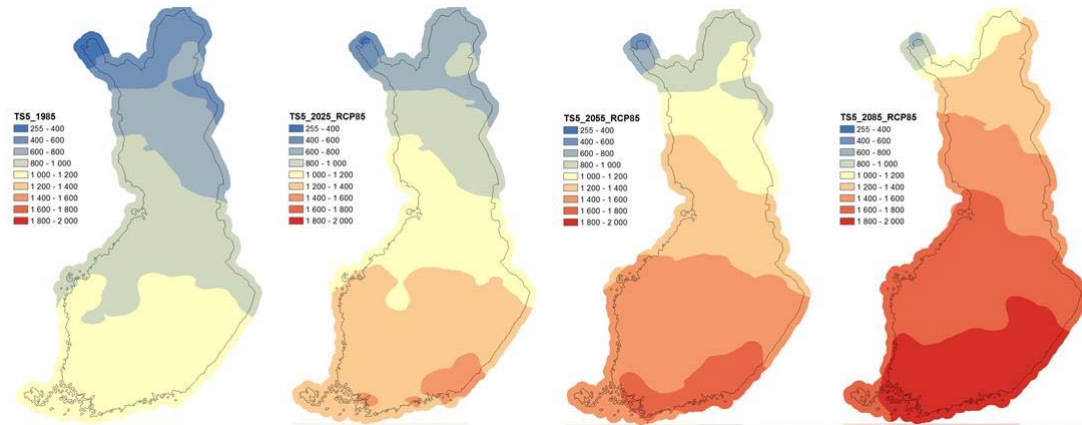 TS5_1985
255 - 400
400 - 600
600 - 800
800 - 1 000
1 000 - 1 200
1 200 - 1 400
1 400 - 1 600
1 600 - 1 800
1 800 - 2 000
TS5_2025_RCP85
255 - 400
400 - 600
600 - 800
800 - 1 000
1 000 - 1 200
1 200 - 1 400
1 400 - 1 600
1 600 - 1 800
1 800 - 2 000
TS5_2055_RCP85
255 - 400
400 - 600
600 - 800
800 - 1 000
1 000 - 1 200
1 200 - 1 400
1 400 - 1 600
1 600 - 1 800
1 800 - 2 000
TS5_2085_RCP85
255 - 400
400 - 600
600 - 800
800 - 1 000
1 000 - 1 200
1 200 - 1 400
1 400 - 1 600
1 600 - 1 800
1 800 - 2 000